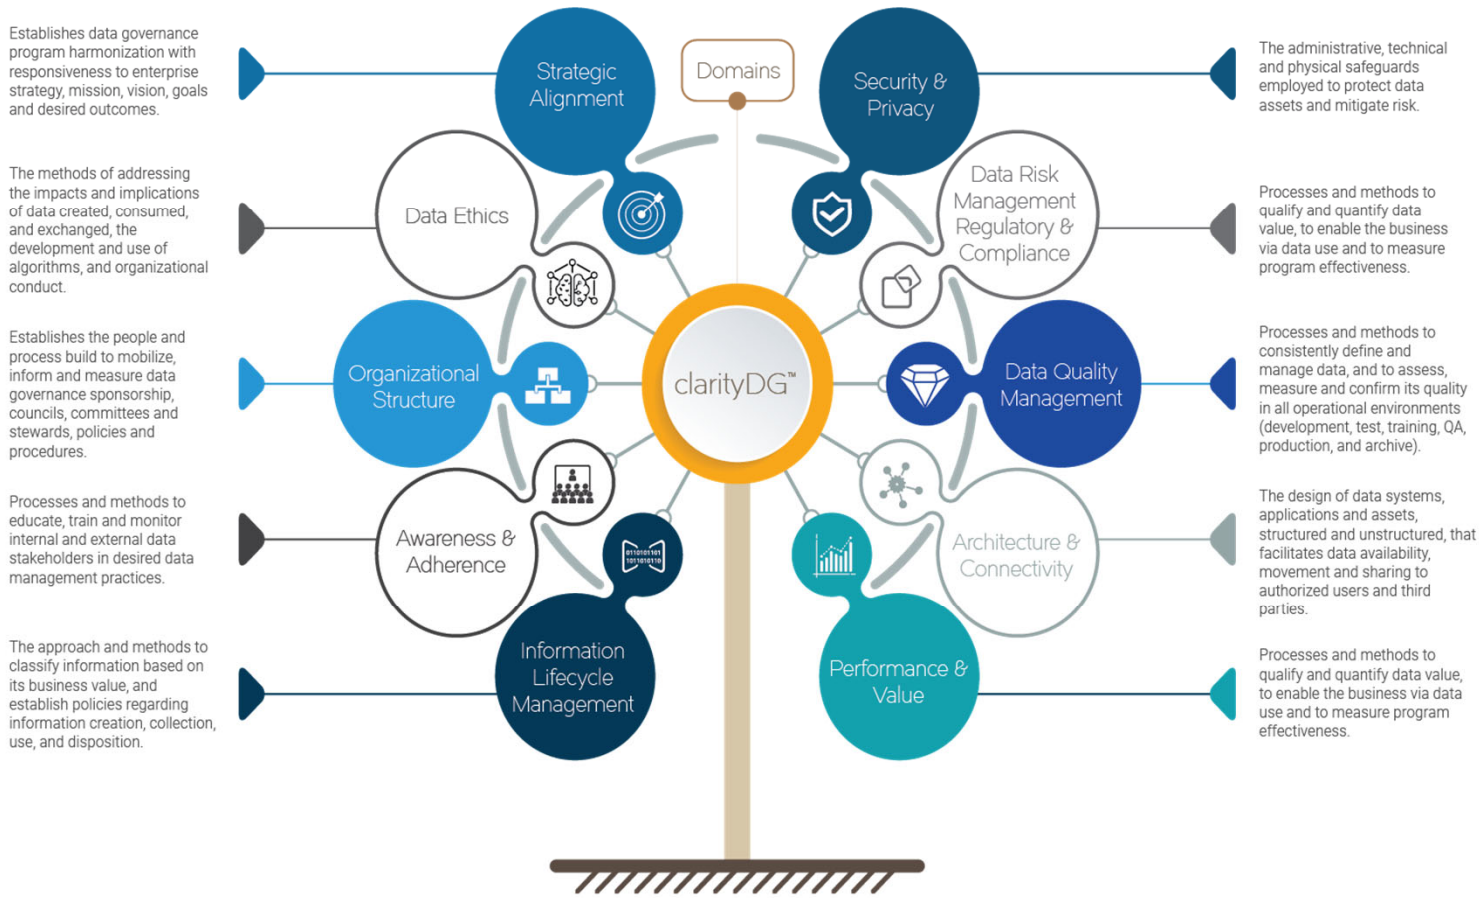 Establishes data governance
program harmonization with
responsiveness to enterprise
strategy, mission, vision, goals
and desired outcomes.
The methods of addressing
the impacts and implications
of data created, consumed,
and exchanged, the
development and use of
algorithms, and organizational
conduct.
Establishes the people and
process build to mobilize,
inform and measure data
governance sponsorship,
councils, committees and
stewards, policies and
procedures.
Processes and methods to
educate, train and monitor
internal and external data
stakeholders in desired data
management practices.
The approach and methods to
classify information based on
its business value, and
establish policies regarding
information creation, collection,
use, and disposition.
Strategic
Alignment
Data Ethics
Organizational
Structure
Awareness &
Adherence
0110101101
1011010110
Information
Lifecycle
Management
Domains
clarityDG™
Security &
Privacy
Data Risk
Management
Regulatory &
Compliance
Data Quality
Management
Architecture &
Connectivity
Performance &
Value
The administrative, technical
and physical safeguards
employed to protect data
assets and mitigate risk.
Processes and methods to
qualify and quantify data
value, to enable the business
via data use and to measure
program effectiveness.
Processes and methods to
consistently define and
manage data, and to assess,
measure and confirm its quality
in all operational environments
(development, test, training, QA,
production, and archive).
The design of data systems,
applications and assets,
structured and unstructured, that
facilitates data availability,
movement and sharing to
authorized users and third
parties.
Processes and methods to
qualify and quantify data value,
to enable the business via data
use and to measure program
effectiveness.